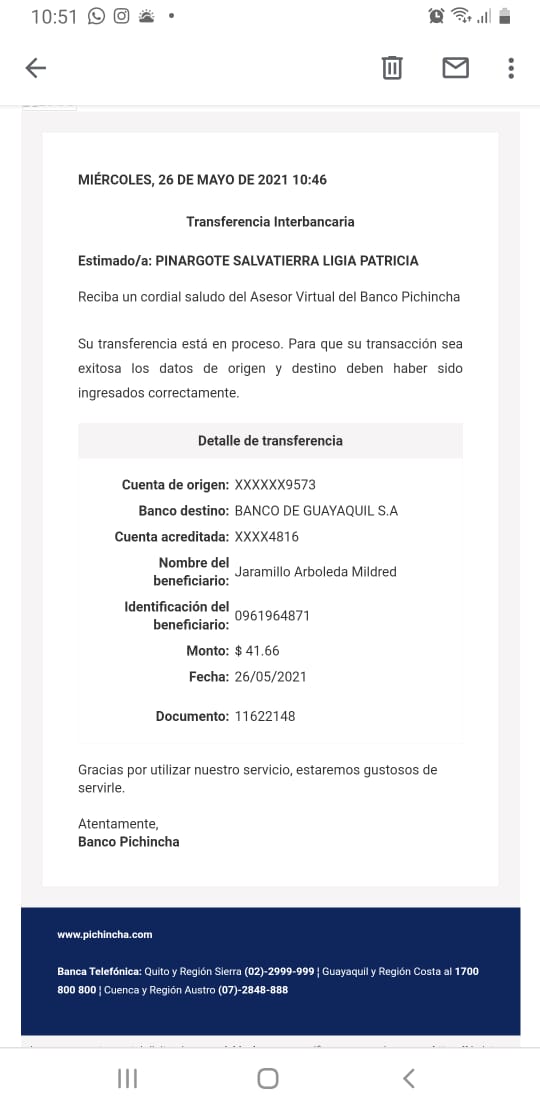 10:51
MIÉRCOLES, 26 DE MAYO DE 2021 10:46
Transferencia Interbancaria
Estimado/a: PINARGOTE SALVATIERRA LIGIA PATRICIA
Reciba un cordial saludo del Asesor Virtual del Banco Pichincha
Su transferencia está en proceso. Para que su transacción sea
exitosa los datos de origen y destino deben haber sido
ingresados correctamente.
Detalle de transferencia
Cuenta de origen: XXXXXX9573
Banco destino: BANCO DE GUAYAQUIL S.A
Cuenta acreditada: XXXX4816
Nombre del
beneficiario: Jaramillo Arboleda Mildred
Identificación del
beneficiario: 0961964871
Monto: $ 41.66
Fecha: 26/05/2021
Documento: 11622148
Gracias por utilizar nuestro servicio, estaremos gustosos de
servirle.
Atentamente,
Banco Pichincha
www.pichincha.com
Banca Telefónica: Quito y Región Sierra (02)-2999-999 | Guayaquil y Región Costa al 1700
800 800 | Cuenca y Región Austro (07)-2848-888